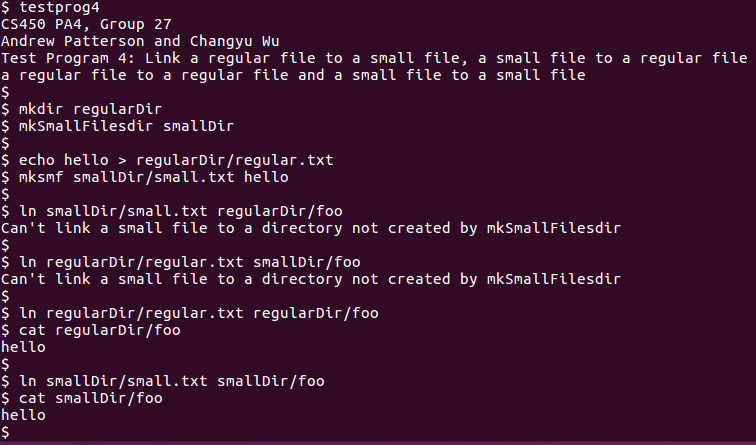 $ testprog4
CS450 PA4, Group 27
Andrew Patterson and Changyu Wu
Test Program 4: Link a regular file to a small file, a small file to a regular file
a regular file to a regular file and a small file to a small file
$
$ mkdir regularDir
$ mkSmallFilesdir smallDir
$
$ echo hello > regularDir/regular.txt
$ mksmf smallDir/small.txt hello
$
$ ln smallDir/small.txt regularDir/foo
Can't link a small file to a directory not created by mkSmallFilesdir
$
$ ln regularDir/regular.txt smallDir/foo
Can't link a small file to a directory not created by mkSmallFilesdir
$
$ ln regularDir/regular.txt regularDir/foo
$ cat regularDir/foo
hello
$
$ ln smallDir/small.txt smallDir/foo
$ cat smallDir/foo
hello
$